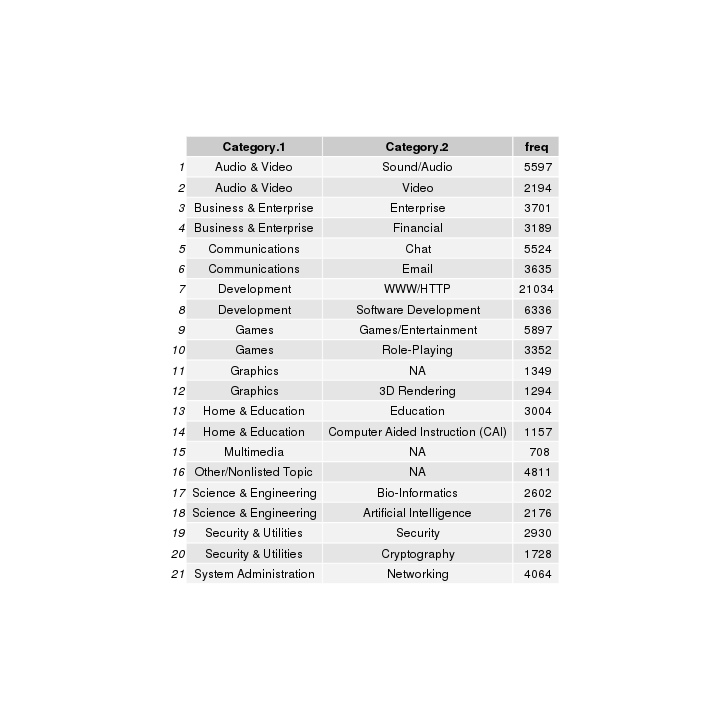 Category.1 Category.2 freq
1 Audio & Video Sound/Audio 5597
2 Audio & Video Video 2194
3 Business & Enterprise Enterprise 3701
4 Business & Enterprise Financial 3189
5 Communications Chat 5524
6 Communications Email 3635
7 Development WWW/HTTP 21034
8 Development Software Development 6336
9 Games Games/Entertainment 5897
10 Games Role-Playing 3352
11 Graphics NA 1349
12 Graphics 3D Rendering 1294
13 Home & Education Education 3004
14 Home & Education Computer Aided Instruction (CAI) 1157
15 Multimedia NA 708
16 Other/Nonlisted Topic NA 4811
17 Science & Engineering Bio-Informatics 2602
18 Science & Engineering Artificial Intelligence 2176
19 Security & Utilities Security 2930
20 Security & Utilities Cryptography 1728
21 System Administration Networking 4064